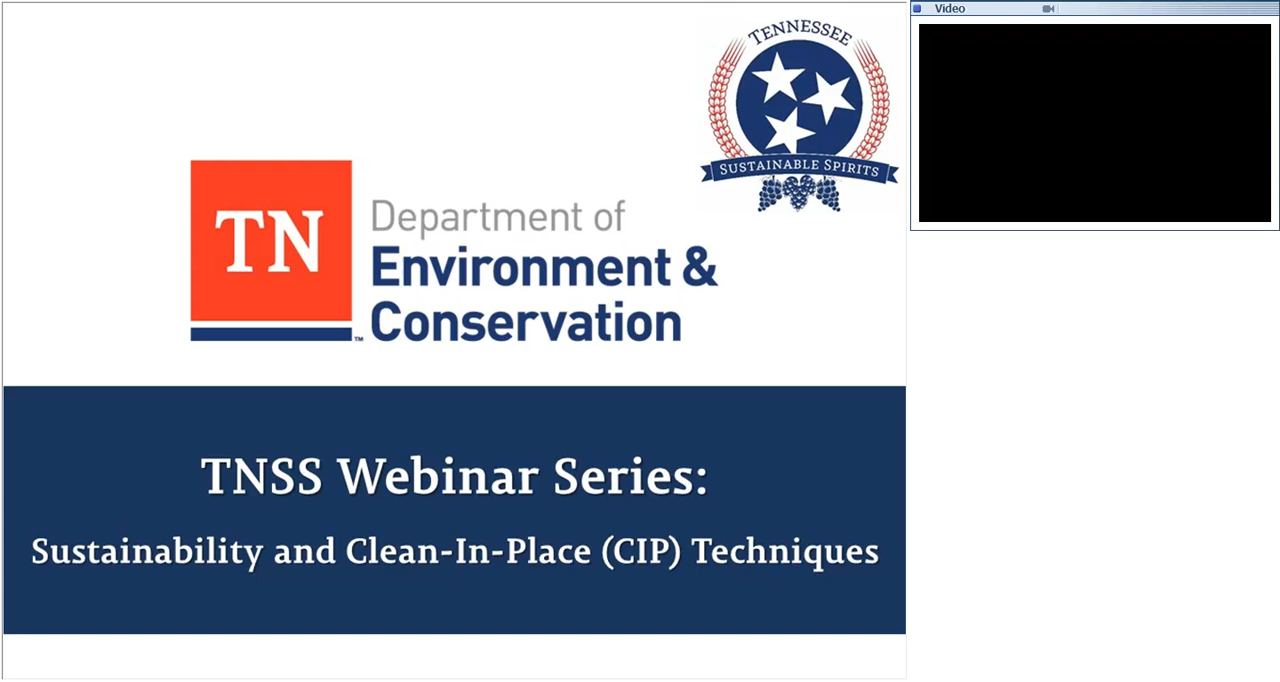 Video
TENNESSEE
SUSTAINABLE SPIRITS
TN
™
Department of
Environment &
Conservation
TNSS Webinar Series:
Sustainability and Clean-In-Place (CIP) Techniques